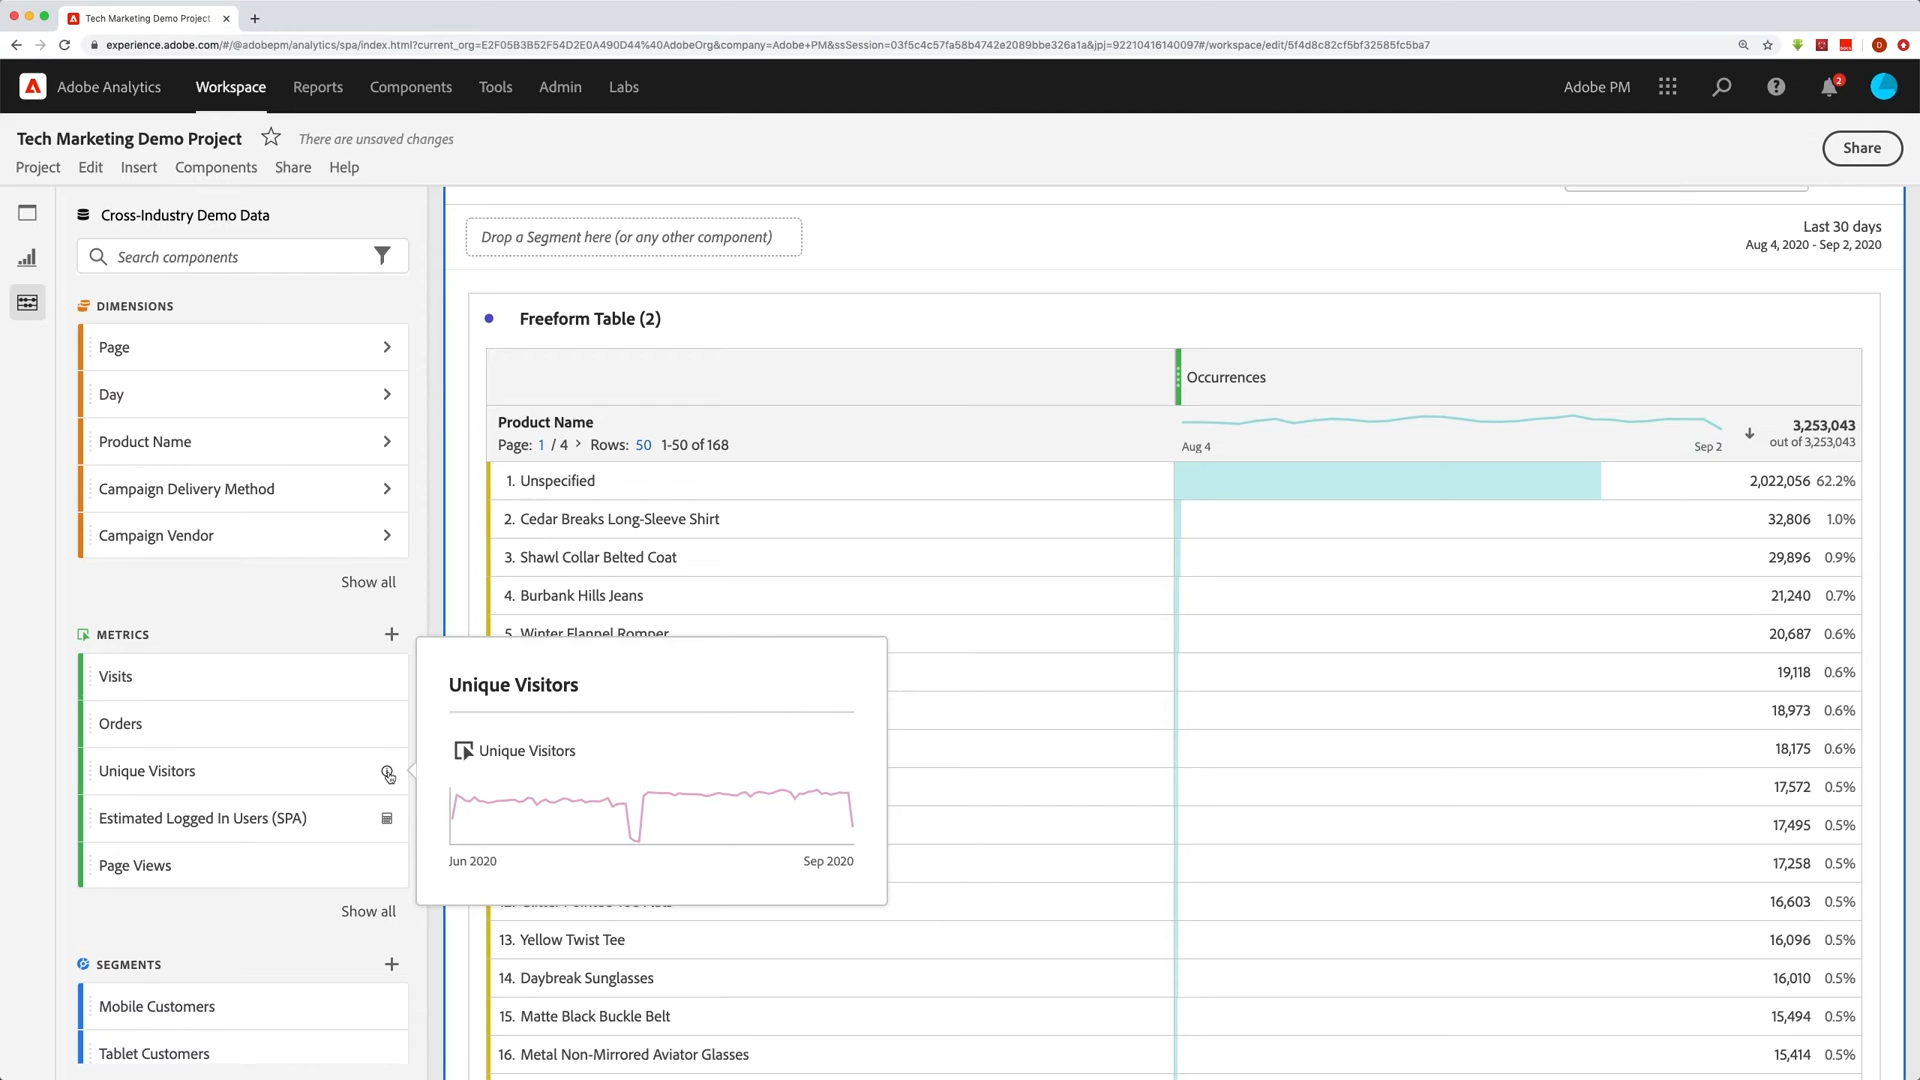 Tech Marketing Demo Project
experience.adobe.com/#/@adobepm/analytics/spa/index.html?current_org=E2F05B3B52F54D2E0A490D44%40AdobeOrg&company=Adobe+PM&ssSession=03f5c4c57fa58b4742e2089bbe326a1a&jpj=92210416140097#/workspace/edit/5f4d8c82cf5bf32585fc5ba7
D
Adobe Analytics Workspace Reports Components Tools Admin Labs Adobe PM 2
Tech Marketing Demo Project There are unsaved changes
Share
Project Edit Insert Components Share Help
Cross-Industry Demo Data
Search components
DIMENSIONS
Page
Day
Product Name
Campaign Delivery Method
Campaign Vendor
Show all
METRICS
Visits
Orders
Unique Visitors
Estimated Logged In Users (SPA)
Page Views
Show all
SEGMENTS
Mobile Customers
Tablet Customers
Drop a Segment here (or any other component)
Last 30 days
Aug 4, 2020 - Sep 2, 2020
Freeform Table (2)
Occurrences
Product Name
Page: 1 / 4 > Rows: 50 1-50 of 168
Aug 4 Sep 2
3,253,043
out of 3,253,043
1. Unspecified 2,022,056 62.2%
2. Cedar Breaks Long-Sleeve Shirt 32,806 1.0%
3. Shawl Collar Belted Coat 29,896 0.9%
4. Burbank Hills Jeans 21,240 0.7%
5. Winter Flannel Romper 20,687 0.6%
19,118 0.6%
18,973 0.6%
18,175 0.6%
17,572 0.5%
17,495 0.5%
17,258 0.5%
16,603 0.5%
13. Yellow Twist Tee 16,096 0.5%
14. Daybreak Sunglasses 16,010 0.5%
15. Matte Black Buckle Belt 15,494 0.5%
16. Metal Non-Mirrored Aviator Glasses 15,414 0.5%
Unique Visitors
Unique Visitors
Jun 2020 Sep 2020